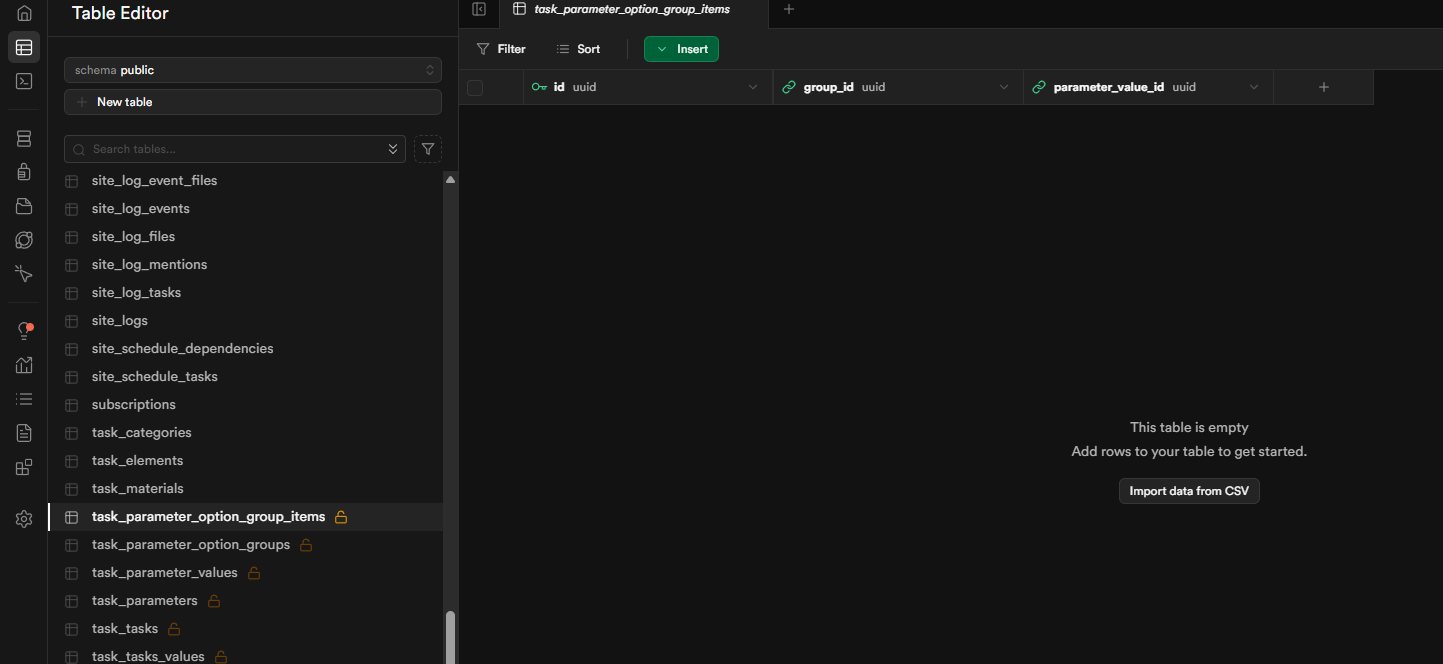 Table Editor
schema public
New table
Search tables...
site_log_event_files
site_log_events
site_log_files
site_log_mentions
site_log_tasks
site_logs
site_schedule_dependencies
site_schedule_tasks
subscriptions
task_categories
task_elements
task_materials
task_parameter_option_group_items
task_parameter_option_groups
task_parameter_values
task_parameters
task_tasks
task_tasks_values
task_parameter_option_group_items
Filter Sort Insert
id uuid group_id uuid parameter_value_id uuid
This table is empty
Add rows to your table to get started.
Import data from CSV